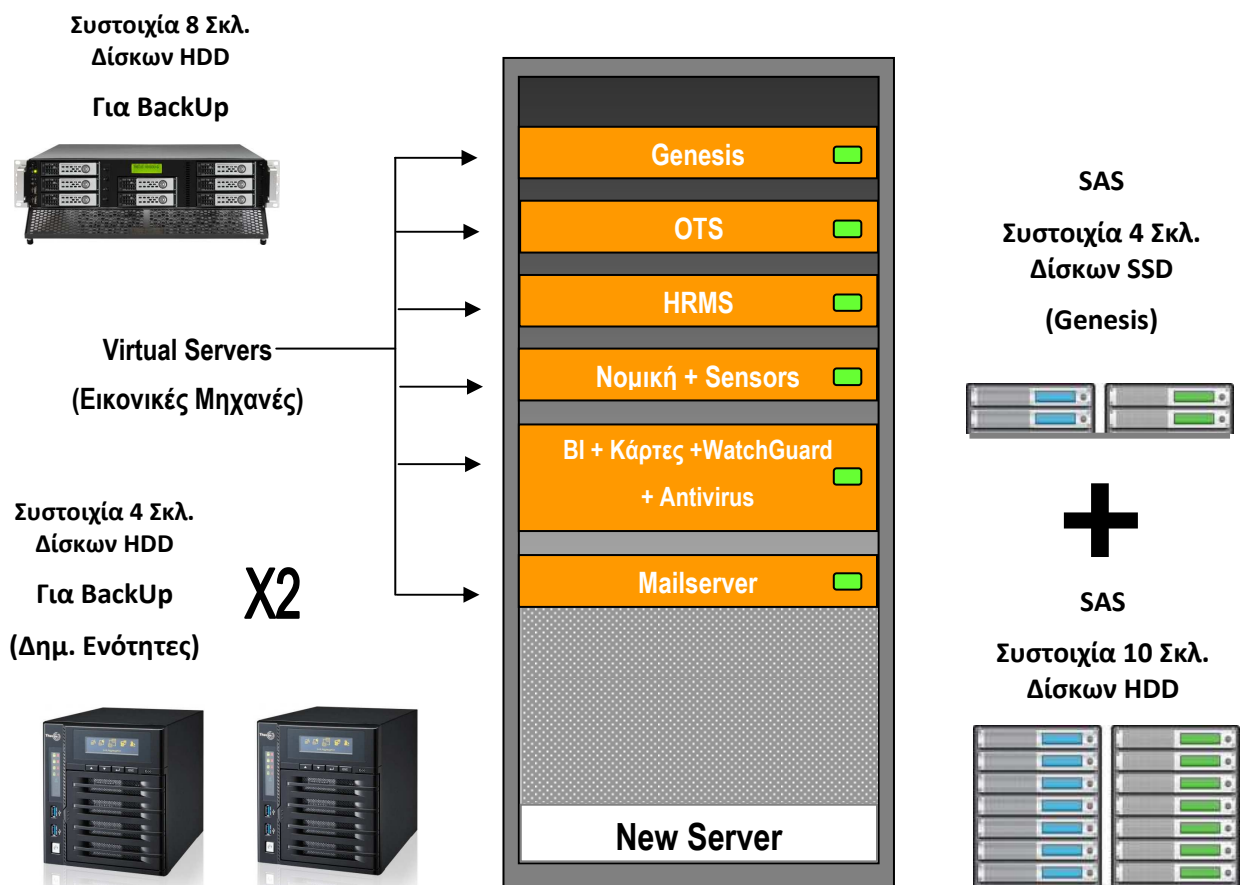 Συστοιχία 8 Σκλ.
Δίσκων HDD
Για BackUp
Virtual Servers
(Εικονικές Μηχανές)
Συστοιχία 4 Σκλ.
Δίσκων HDD
Για BackUp
(Δημ. Ενότητες)
X2
Genesis
OTS
HRMS
Νομική + Sensors
BI + Κάρτες +WatchGuard
+ Antivirus
Mailserver
New Server
SAS
Συστοιχία 4 Σκλ.
Δίσκων SSD
(Genesis)
SAS
Συστοιχία 10 Σκλ.
Δίσκων HDD